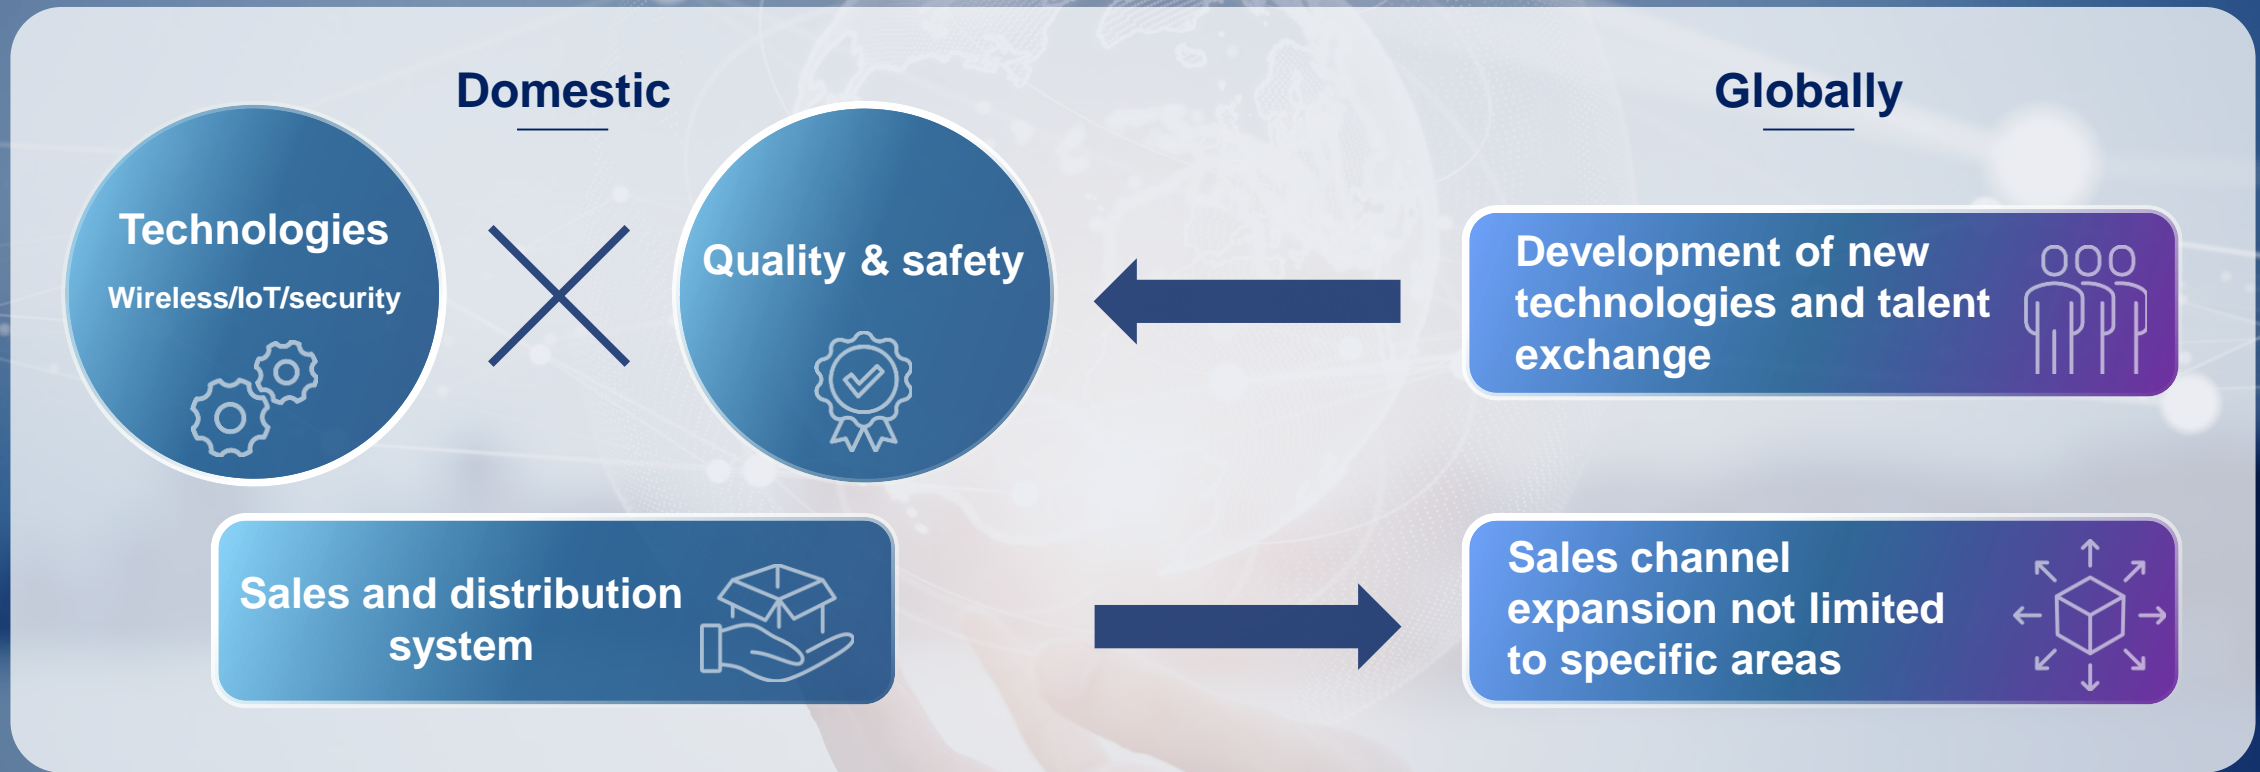 Domestic
Technologies
Wireless/IoT/security
Quality & safety
Sales and distribution
system
Globally
Development of new
technologies and talent
exchange
Sales channel
expansion not limited
to specific areas